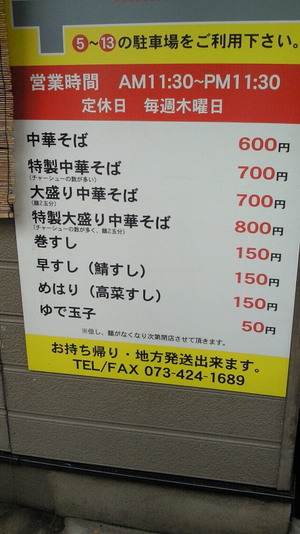 ⑤～⑬の駐車場をご利用下さい。
営業時間 AM11:30~PM11:30
定休日 毎週木曜日
中華そば 600円
特製中華そば 700円
(チャーシューの数が多い)
大盛り中華そば 700円
(麺2玉分)
特製大盛り中華そば 800円
(チャーシューの数が多く、麺2玉分)
巻すし 150円
早すし（鯖すし） 150円
めはり（高菜すし） 150円
ゆで玉子 50円
※但し、麺がなくなり次第閉店させて頂きます。
お持ち帰り・地方発送出来ます。
TEL/FAX 073-424-1689